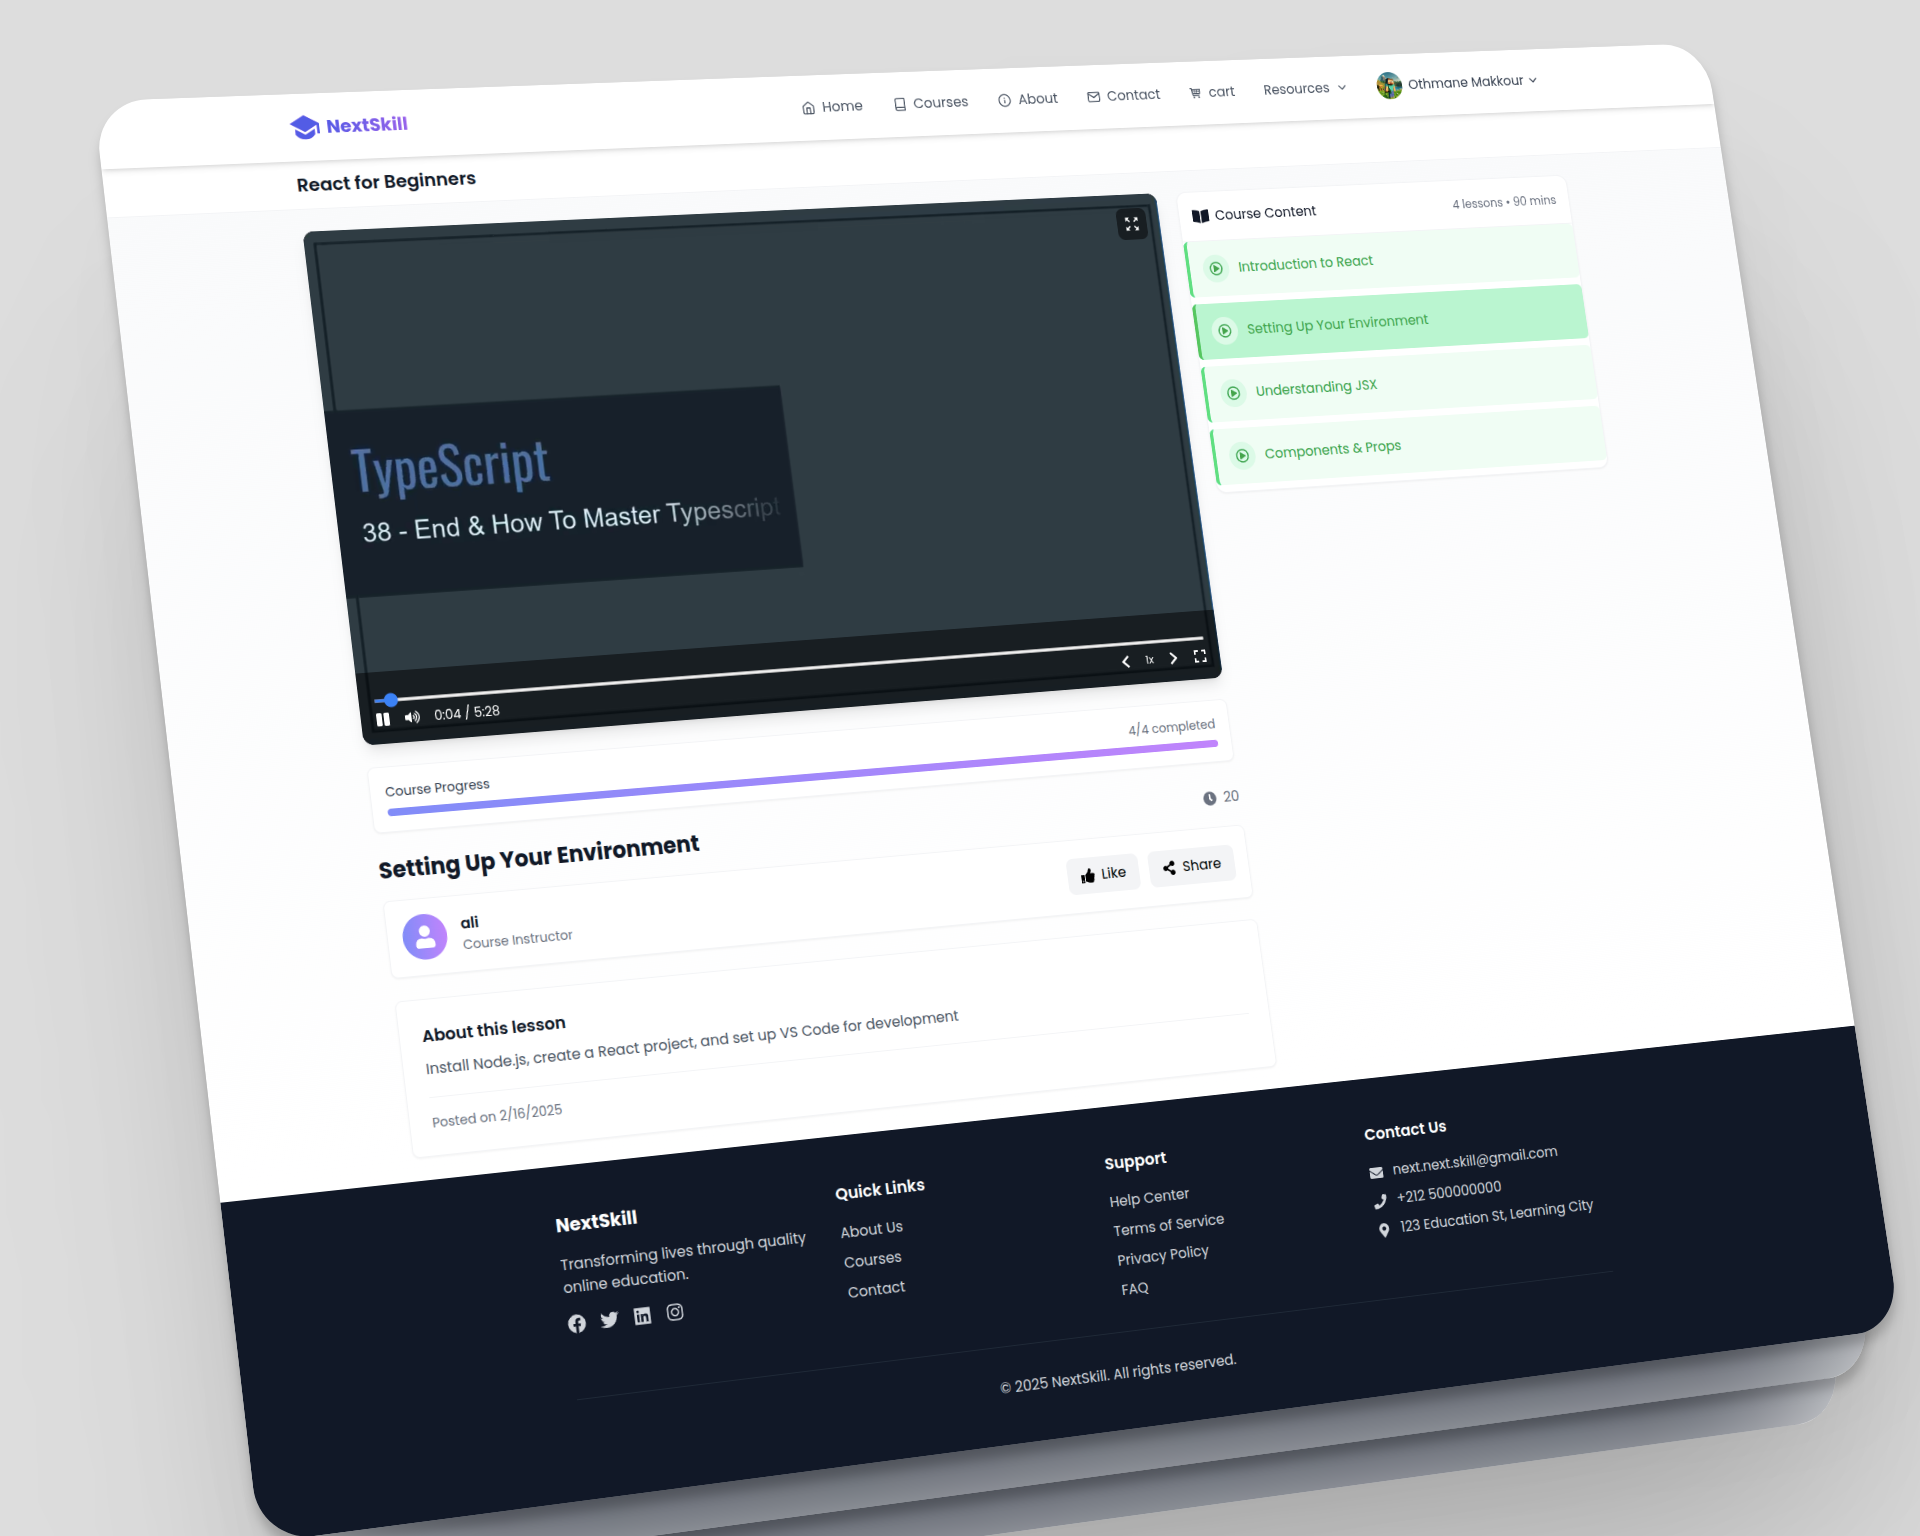 NextSkill
Home
Courses
About
Contact
cart
Resources
Othmane Makkour
React for Beginners
TypeScript
38 - End & How To Master Typescript
0:04 / 5:28
1x
Course Content
4 lessons • 90 mins
Introduction to React
Setting Up Your Environment
Understanding JSX
Components & Props
Course Progress
4/4 completed
Setting Up Your Environment
20
ali
Course Instructor
Like
Share
About this lesson
Install Node.js, create a React project, and set up VS Code for development
Posted on 2/16/2025
NextSkill
Transforming lives through quality
online education.
Quick Links
About Us
Courses
Contact
Support
Help Center
Terms of Service
Privacy Policy
FAQ
Contact Us
next.next.skill@gmail.com
+212 500000000
123 Education St, Learning City
© 2025 NextSkill. All rights reserved.